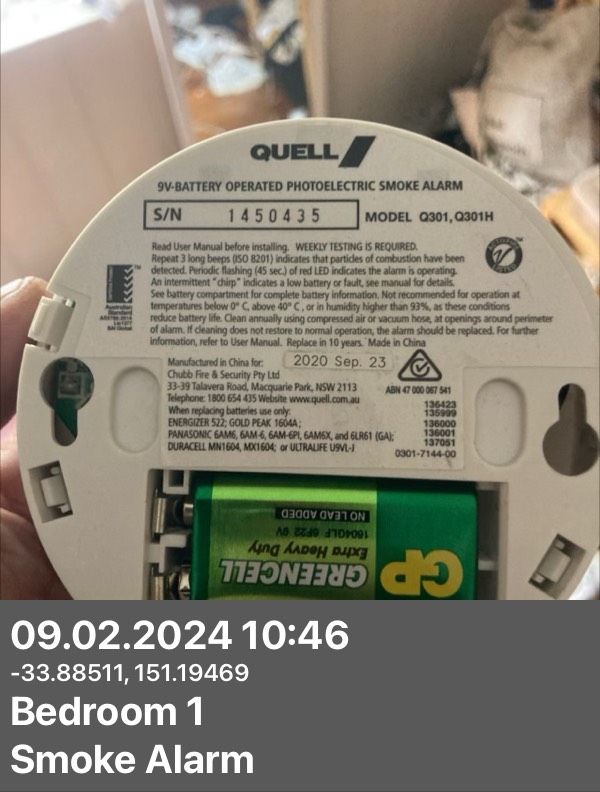 QUELL
9V-BATTERY OPERATED PHOTOELECTRIC SMOKE ALARM
S/N 1450435 MODEL Q301, Q301H
Read User Manual before installing. WEEKLY TESTING IS REQUIRED.
Repeat 3 long beeps (ISO 8201) indicates that particles of combustion have been
detected. Periodic flashing (45 sec.) of red LED indicates the alarm is operating.
An intermittent "chirp" indicates a low battery or fault, see manual for details.
See battery compartment for complete battery information. Not recommended for operation at
temperatures below 0° C, above 40° C, or in humidity higher than 93%, as these conditions
reduce battery life. Clean annually using compressed air or vacuum hose, at openings around perimeter
of alarm. If cleaning does not restore to normal operation, the alarm should be replaced. For further
information, refer to User Manual. Replace in 10 years. Made in China
Australian
Standard
Manufactured in China for: 2020 Sep. 23
Chubb Fire & Security Pty Ltd
33-39 Talavera Road, Macquarie Park, NSW 2113
Telephone: 1800 654 435 Website www.quell.com.au
ABN 47 000 067 541
When replacing batteries use only:
ENERGIZER 522; GOLD PEAK 1604A;
PANASONIC 6AM6, 6AM-6, 6AM-6PI, 6AM6X, and 6LR61 (GA);
DURACELL MN1604, MX1604; or ULTRALIFE U9VL-J
136423
135999
136000
136001
137051
0301-7144-00
NO LEAD ADDED
1604GLF 6F22 9V
Extra Heavy Duty
GREENCELL
GP
09.02.2024 10:46
-33.88511, 151.19469
Bedroom 1
Smoke Alarm